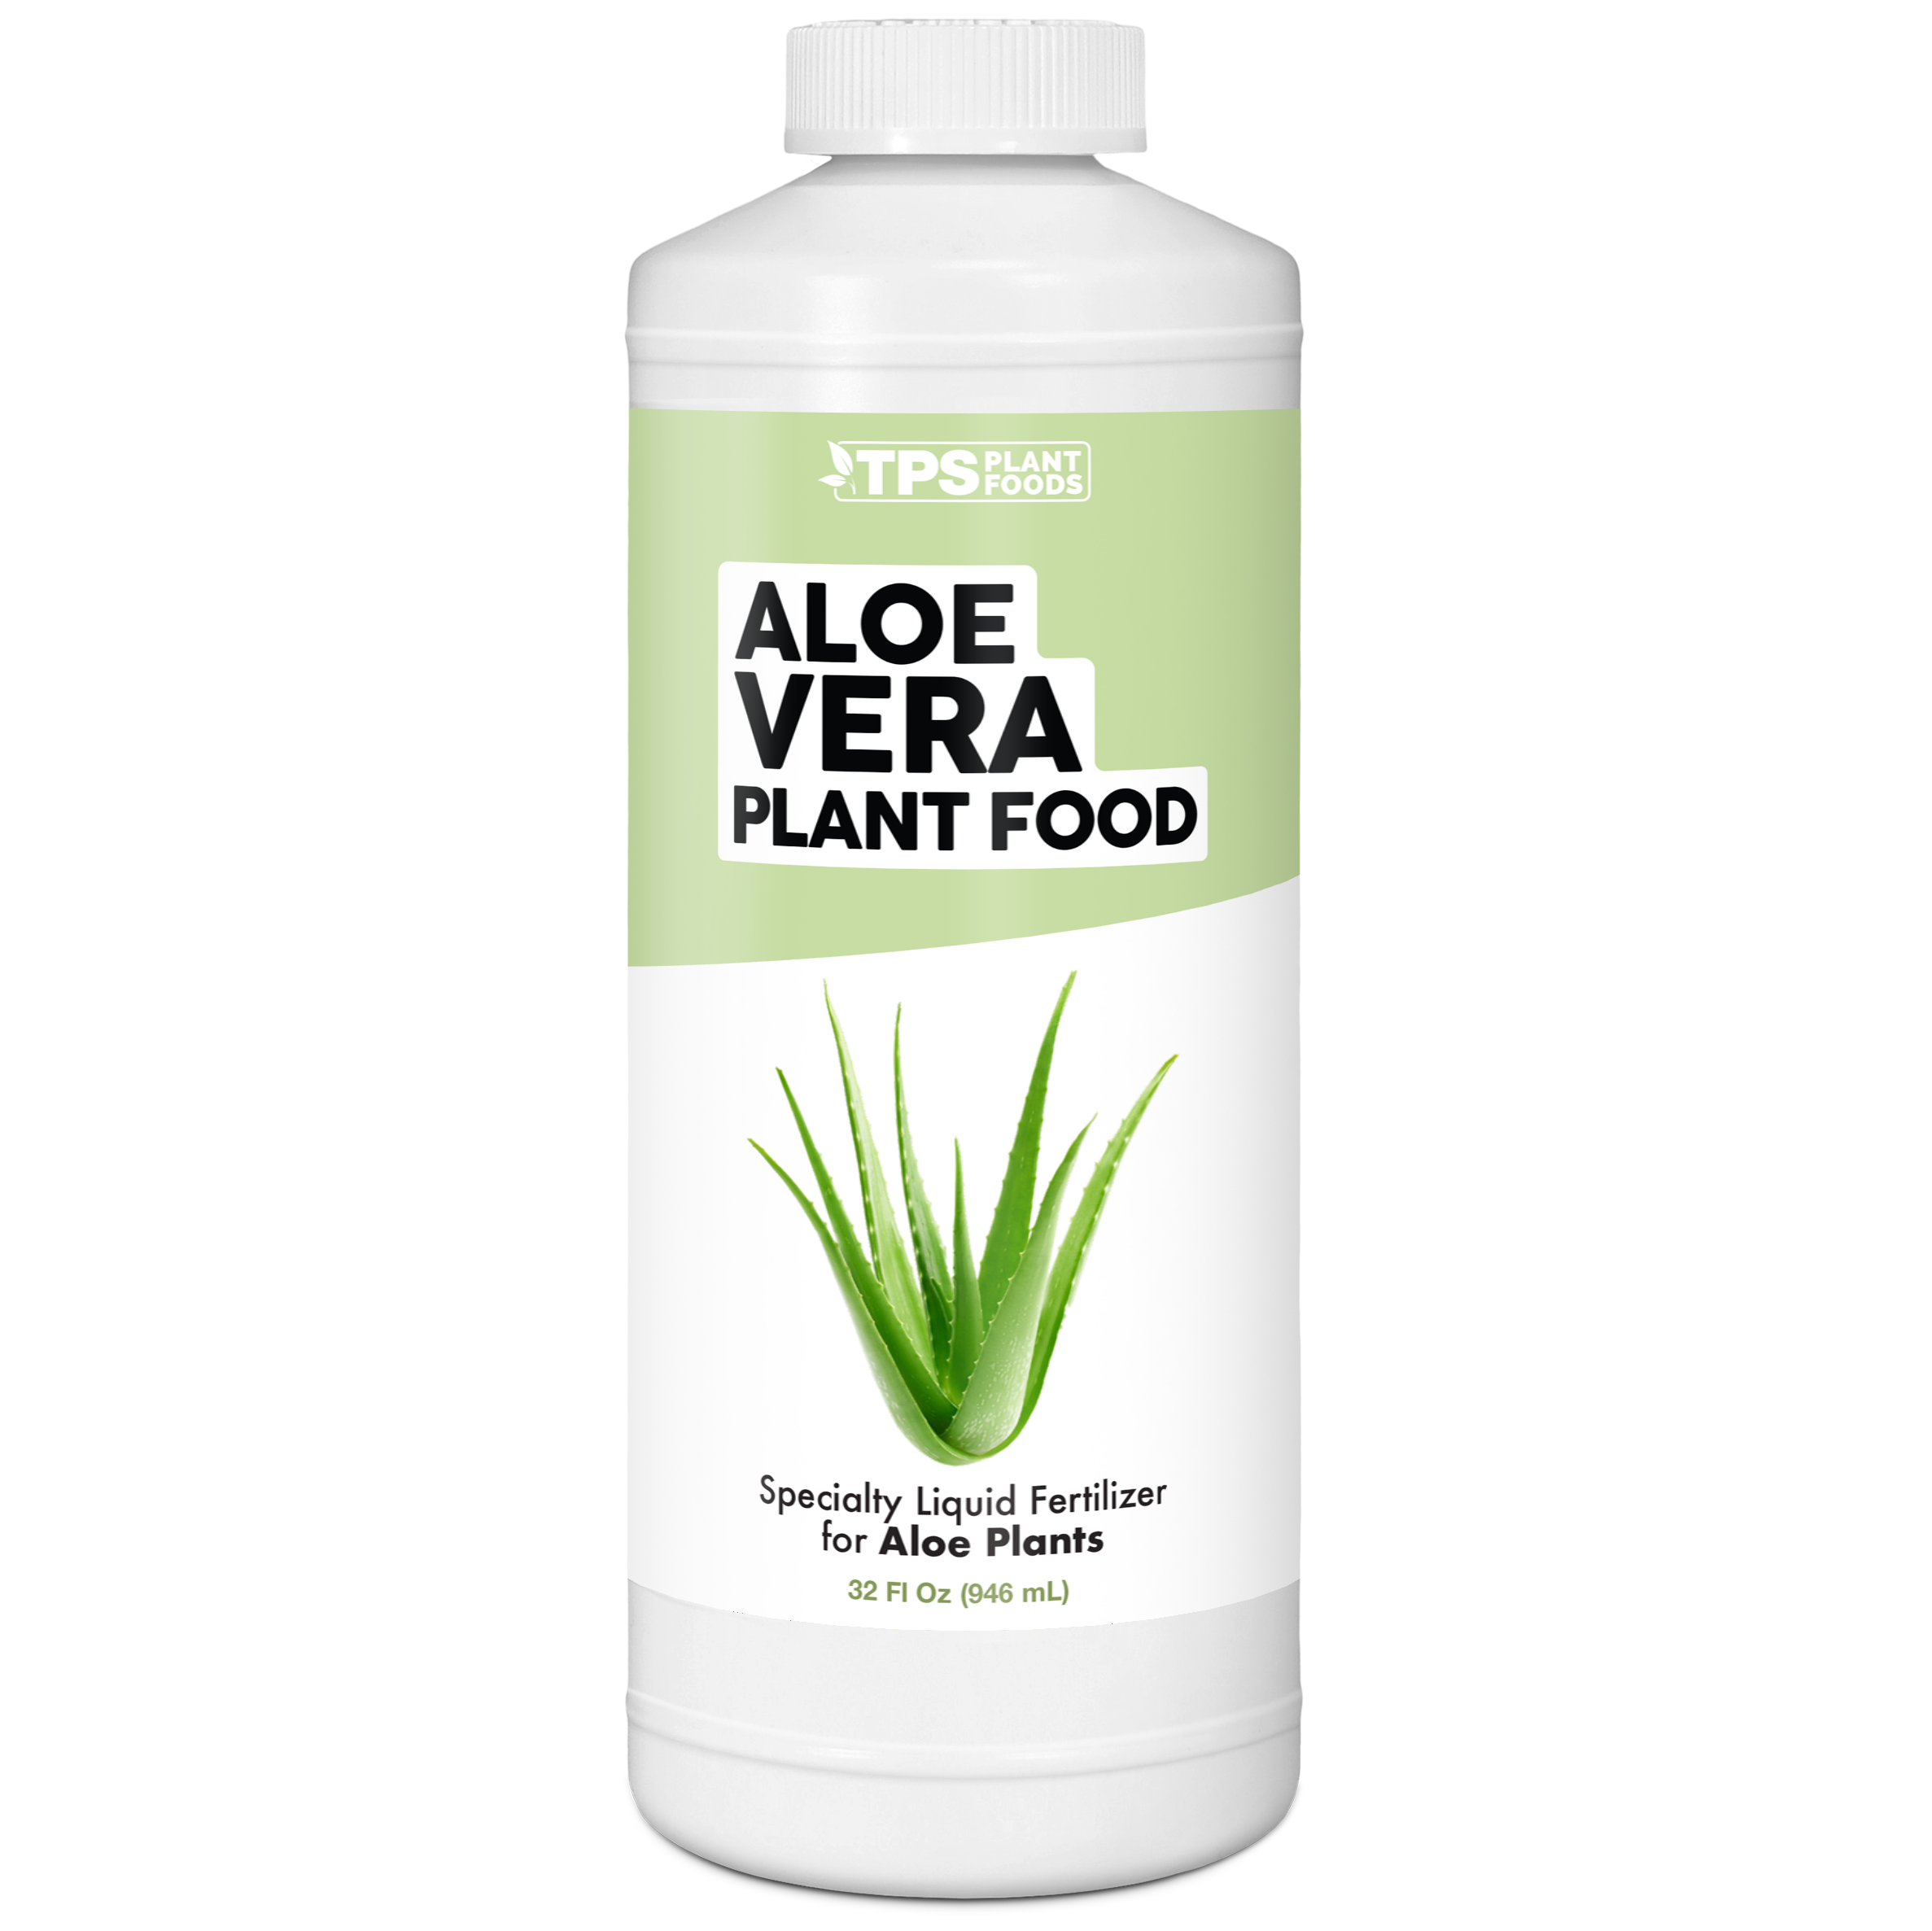 TPS PLANT FOODS
ALOE
VERA
PLANT FOOD
Specialty Liquid Fertilizer
for Aloe Plants
32 Fl Oz (946 mL)